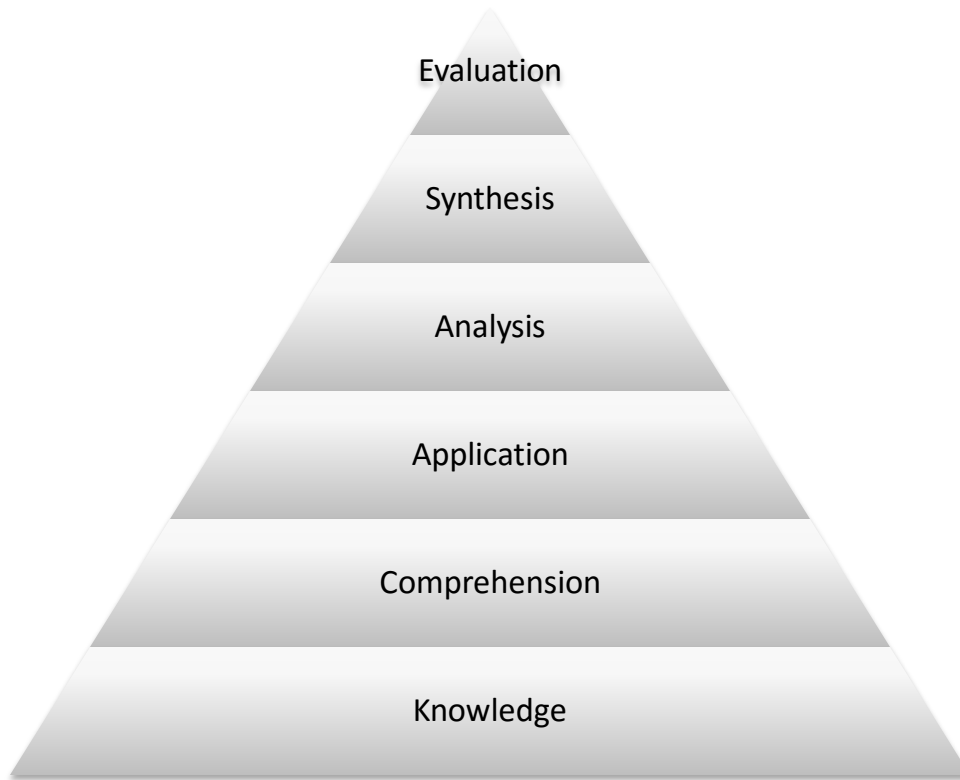 Evaluation
Synthesis
Analysis
Application
Comprehension
Knowledge